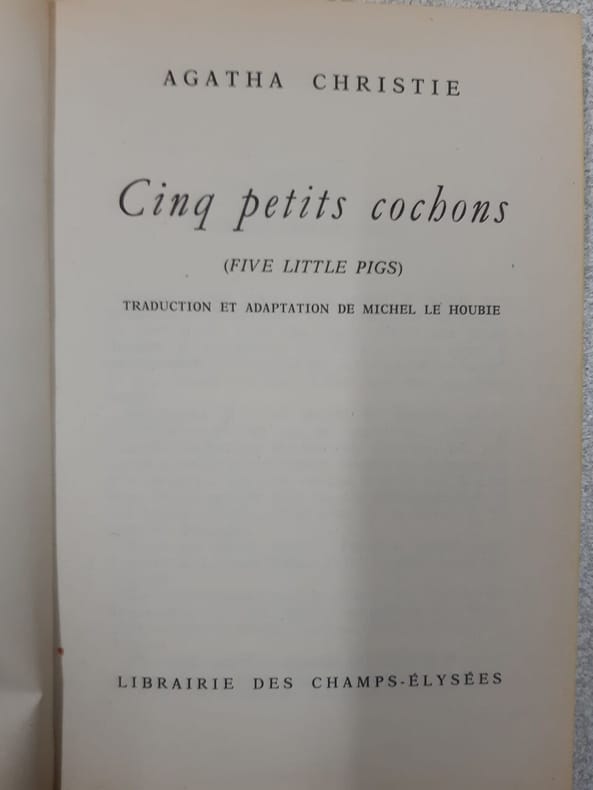 AGATHA CHRISTIE
Cinq petits cochons
(FIVE LITTLE PIGS)
TRADUCTION ET ADAPTATION DE MICHEL LE HOUBIE
LIBRAIRIE DES CHAMPS-ÉLYSÉES